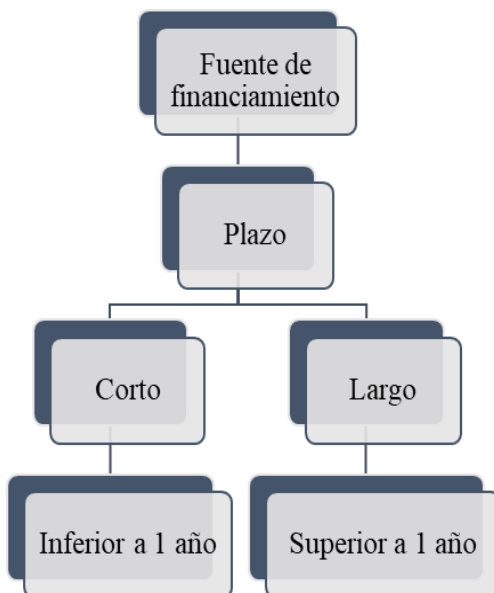 Fuente de
financiamiento
Plazo
Corto
Largo
Inferior a 1 año
Superior a 1 año